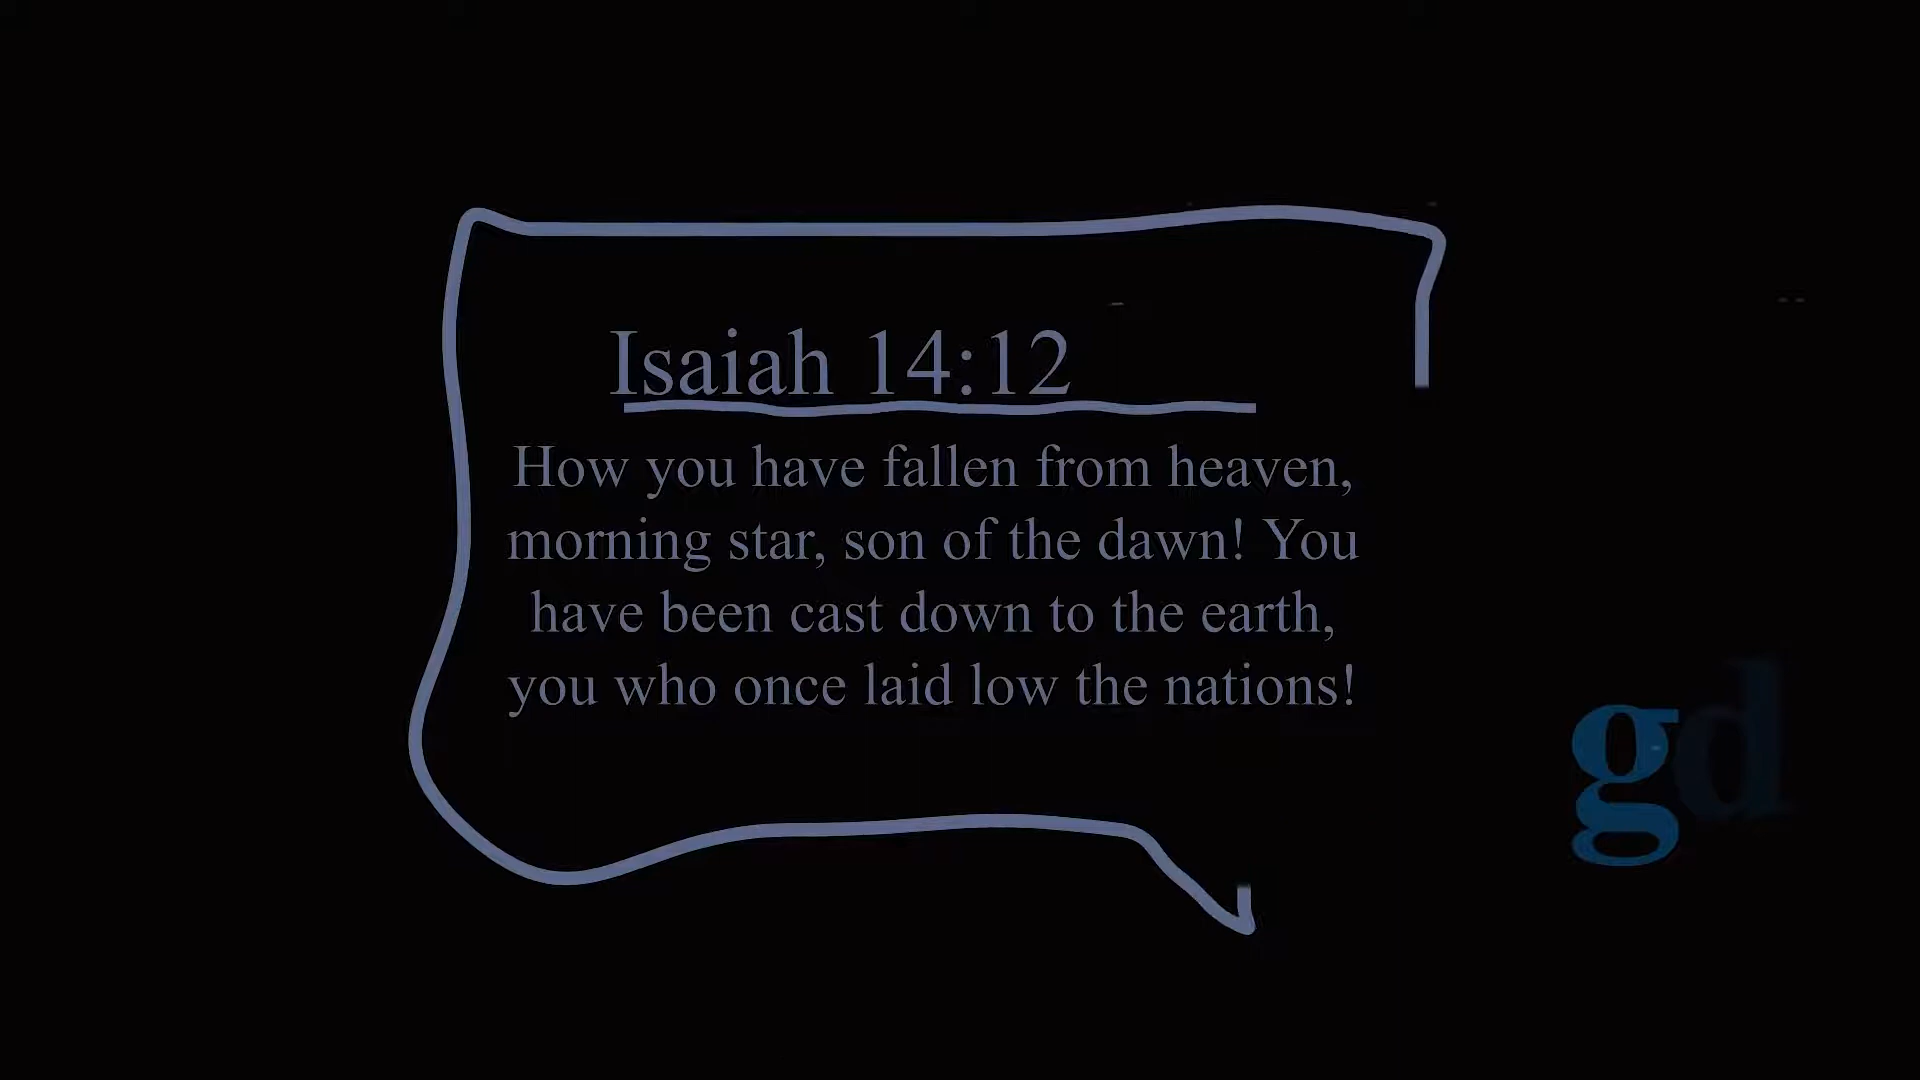 Isaiah 14:12
How you have fallen from heaven,
morning star, son of the dawn! You
have been cast down to the earth,
you who once laid low the nations!
gd